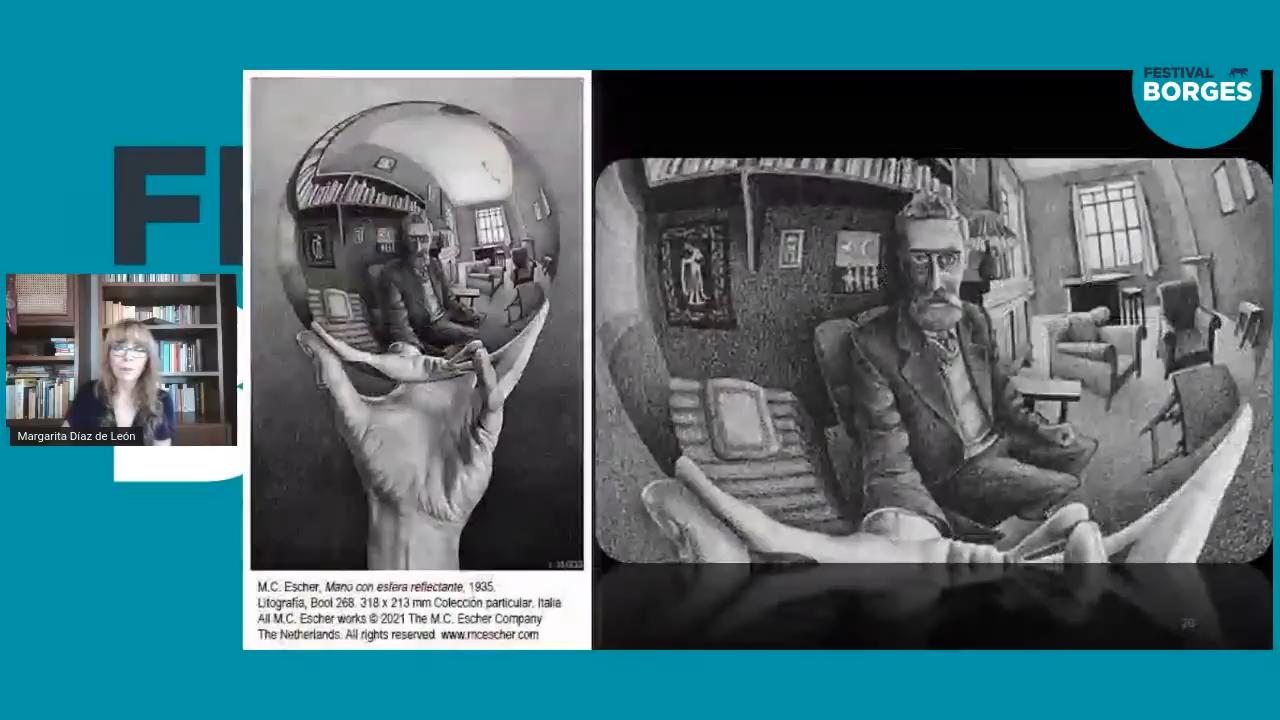 FESTIVAL
BORGES
Margarita Díaz de León
M.C. Escher, Mano con esfera reflectante, 1935.
Litografía, Bool 268. 318 x 213 mm Colección particular, Italia
All M.C. Escher works © 2021 The M.C. Escher Company
The Netherlands. All rights reserved. www.mcescher.com